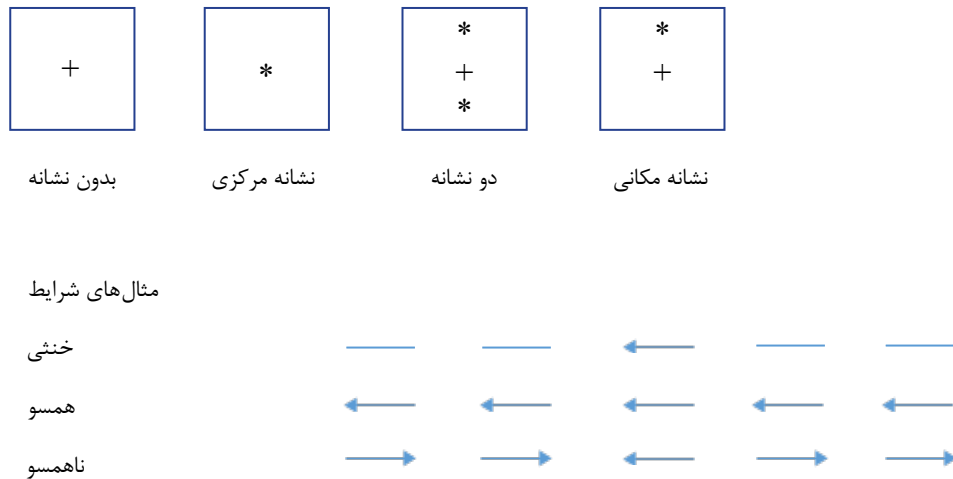 +
*
*
+
*
*
+
بدون نشانه
نشانه مرکزی
دو نشانه
نشانه مکانی
مثال‌های شرایط
خنثی
همسو
ناهمسو